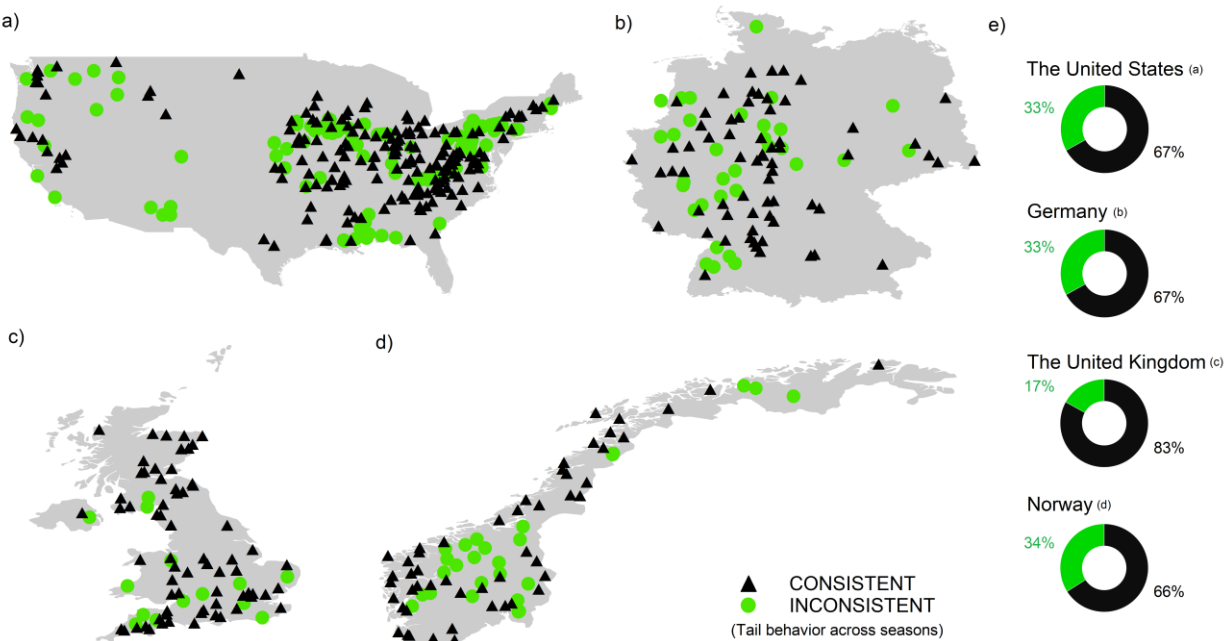 a)
b)
e)
The United States (a)
33%
67%
Germany (b)
33%
67%
c)
d)
The United Kingdom (c)
17%
83%
Norway (d)
34%
66%
CONSISTENT
INCONSISTENT
(Tail behavior across seasons)